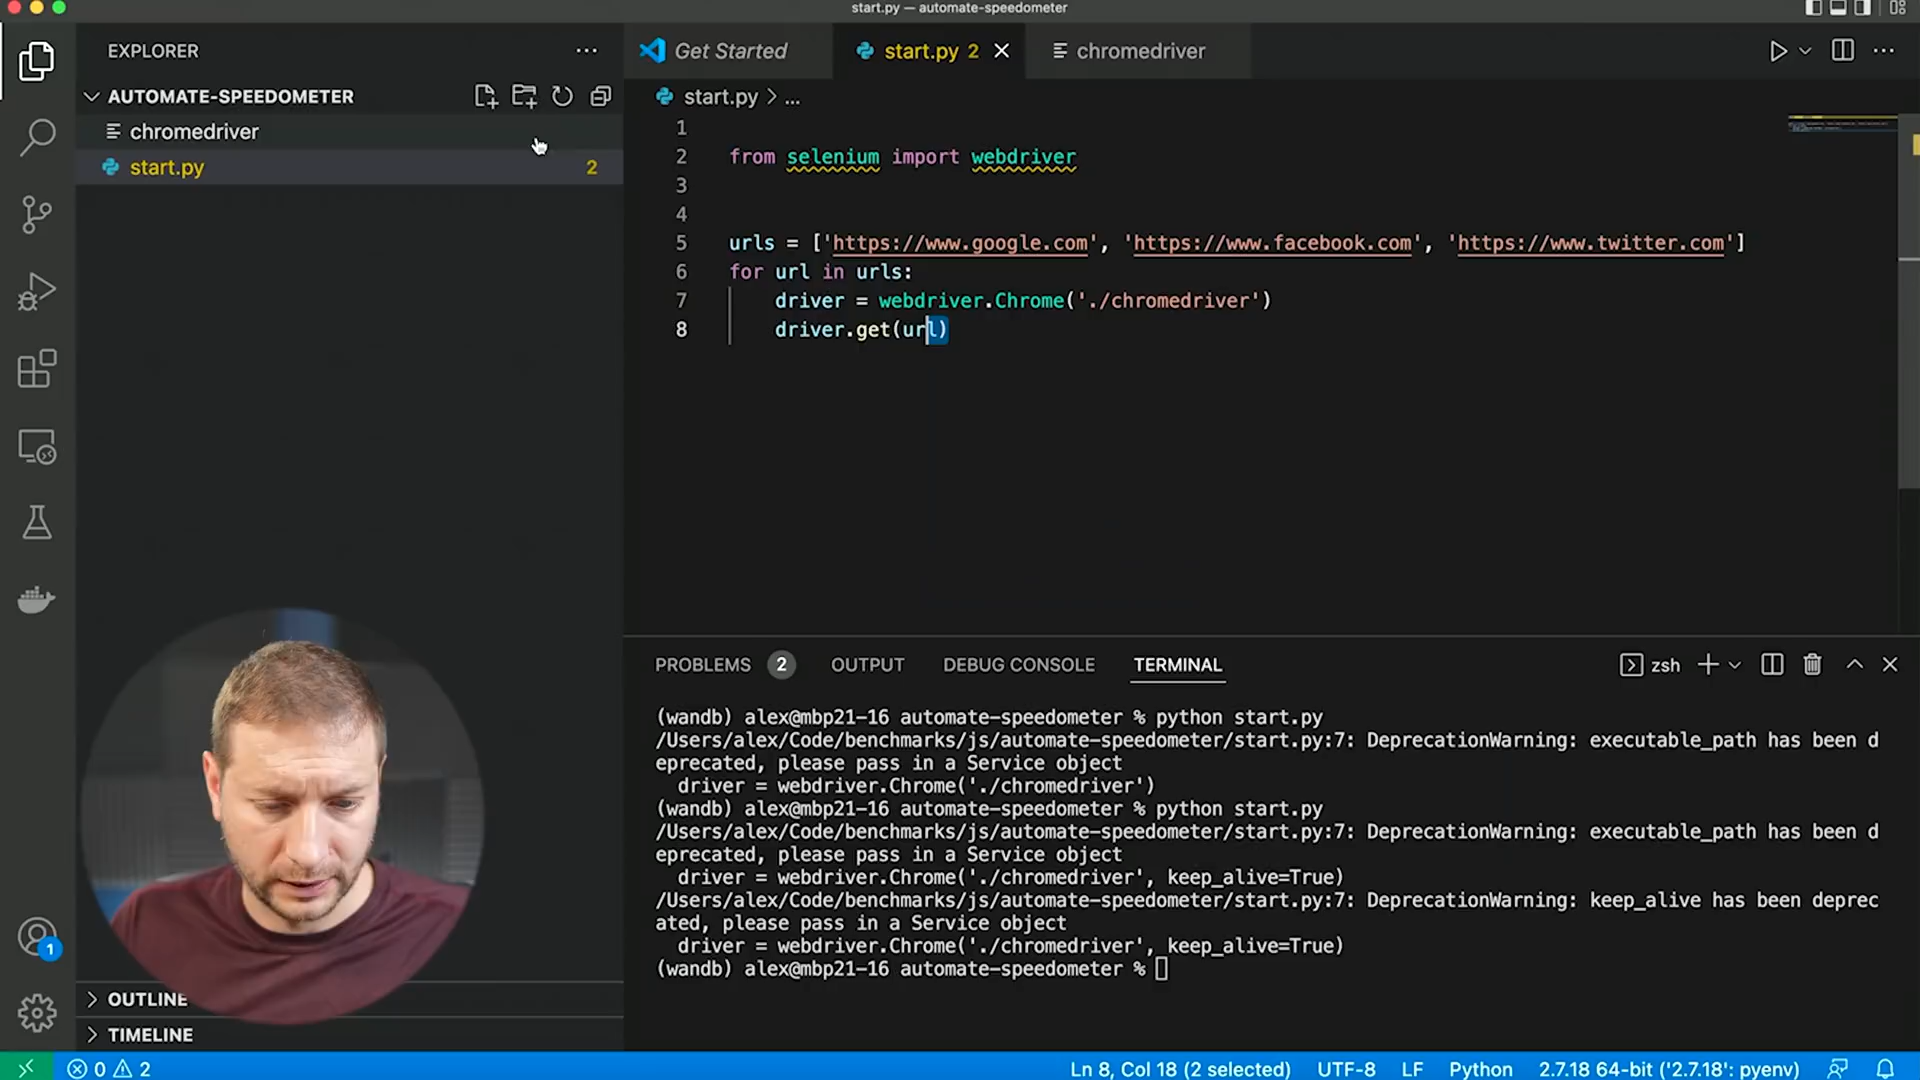 start.py — automate-speedometer
EXPLORER
Get Started
start.py 2
chromedriver
AUTOMATE-SPEEDOMETER
start.py > ...
chromedriver
start.py 2
1
2 from selenium import webdriver
3
4
5 urls = ['https://www.google.com', 'https://www.facebook.com', 'https://www.twitter.com']
6 for url in urls:
7 driver = webdriver.Chrome('./chromedriver')
8 driver.get(url)
PROBLEMS 2 OUTPUT DEBUG CONSOLE TERMINAL zsh
(wandb) alex@mbp21-16 automate-speedometer % python start.py
/Users/alex/Code/benchmarks/js/automate-speedometer/start.py:7: DeprecationWarning: executable_path has been d
eprecated, please pass in a Service object
driver = webdriver.Chrome('./chromedriver')
(wandb) alex@mbp21-16 automate-speedometer % python start.py
/Users/alex/Code/benchmarks/js/automate-speedometer/start.py:7: DeprecationWarning: executable_path has been d
eprecated, please pass in a Service object
driver = webdriver.Chrome('./chromedriver', keep_alive=True)
/Users/alex/Code/benchmarks/js/automate-speedometer/start.py:7: DeprecationWarning: keep_alive has been deprec
ated, please pass in a Service object
driver = webdriver.Chrome('./chromedriver', keep_alive=True)
(wandb) alex@mbp21-16 automate-speedometer %
1
OUTLINE
TIMELINE
0 2
Ln 8, Col 18 (2 selected) UTF-8 LF Python 2.7.18 64-bit ('2.7.18': pyenv)